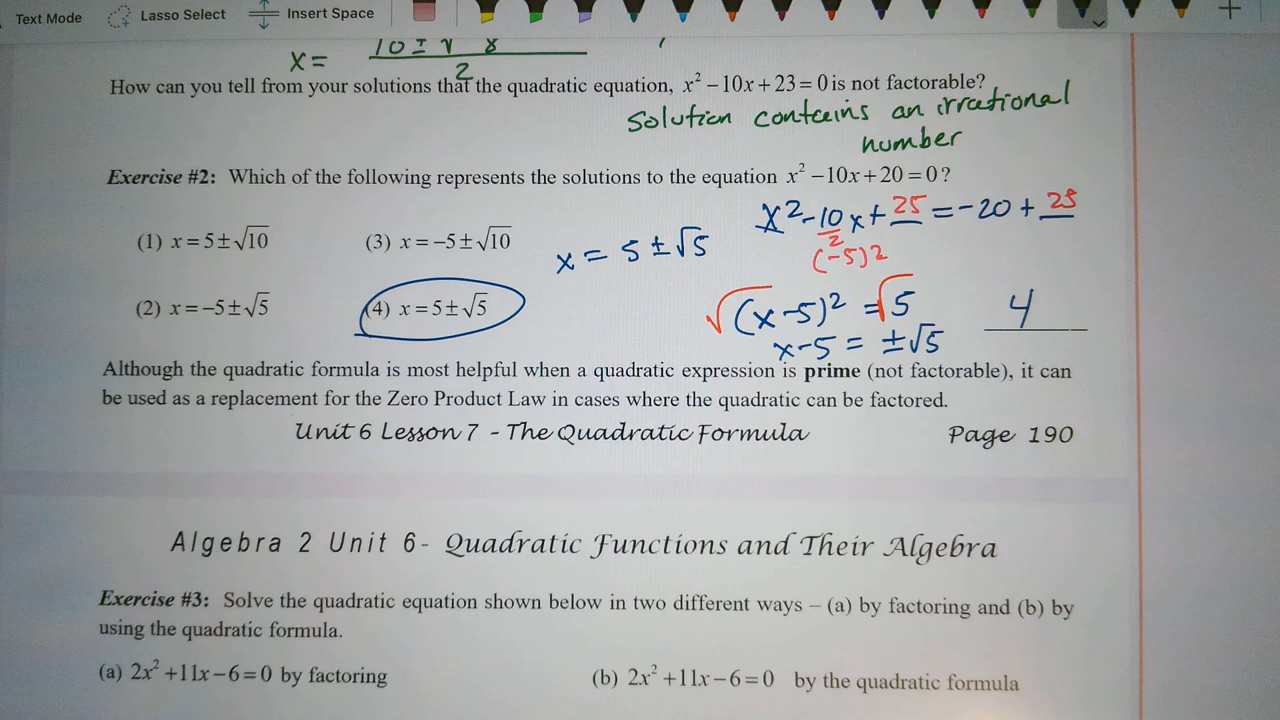 Text Mode Lasso Select Insert Space
x = 10 ± √ 8
2
How can you tell from your solutions that the quadratic equation, x² − 10x + 23 = 0 is not factorable?
Solution contains an irrational
number
Exercise #2: Which of the following represents the solutions to the equation x² − 10x + 20 = 0?
x² - 10x + 25 = -20 + 25
2
(-5)²
(1) x = 5 ± √10 (3) x = −5 ± √10
x = 5 ± √5
(2) x = −5 ± √5 (4) x = 5 ± √5
√(x-5)² = √5
4
x-5 = ±√5
Although the quadratic formula is most helpful when a quadratic expression is prime (not factorable), it can
be used as a replacement for the Zero Product Law in cases where the quadratic can be factored.
Unit 6 Lesson 7 - The Quadratic Formula Page 190
Algebra 2 Unit 6- Quadratic Functions and Their Algebra
Exercise #3: Solve the quadratic equation shown below in two different ways – (a) by factoring and (b) by
using the quadratic formula.
(a) 2x² + 11x − 6 = 0 by factoring (b) 2x² + 11x − 6 = 0 by the quadratic formula